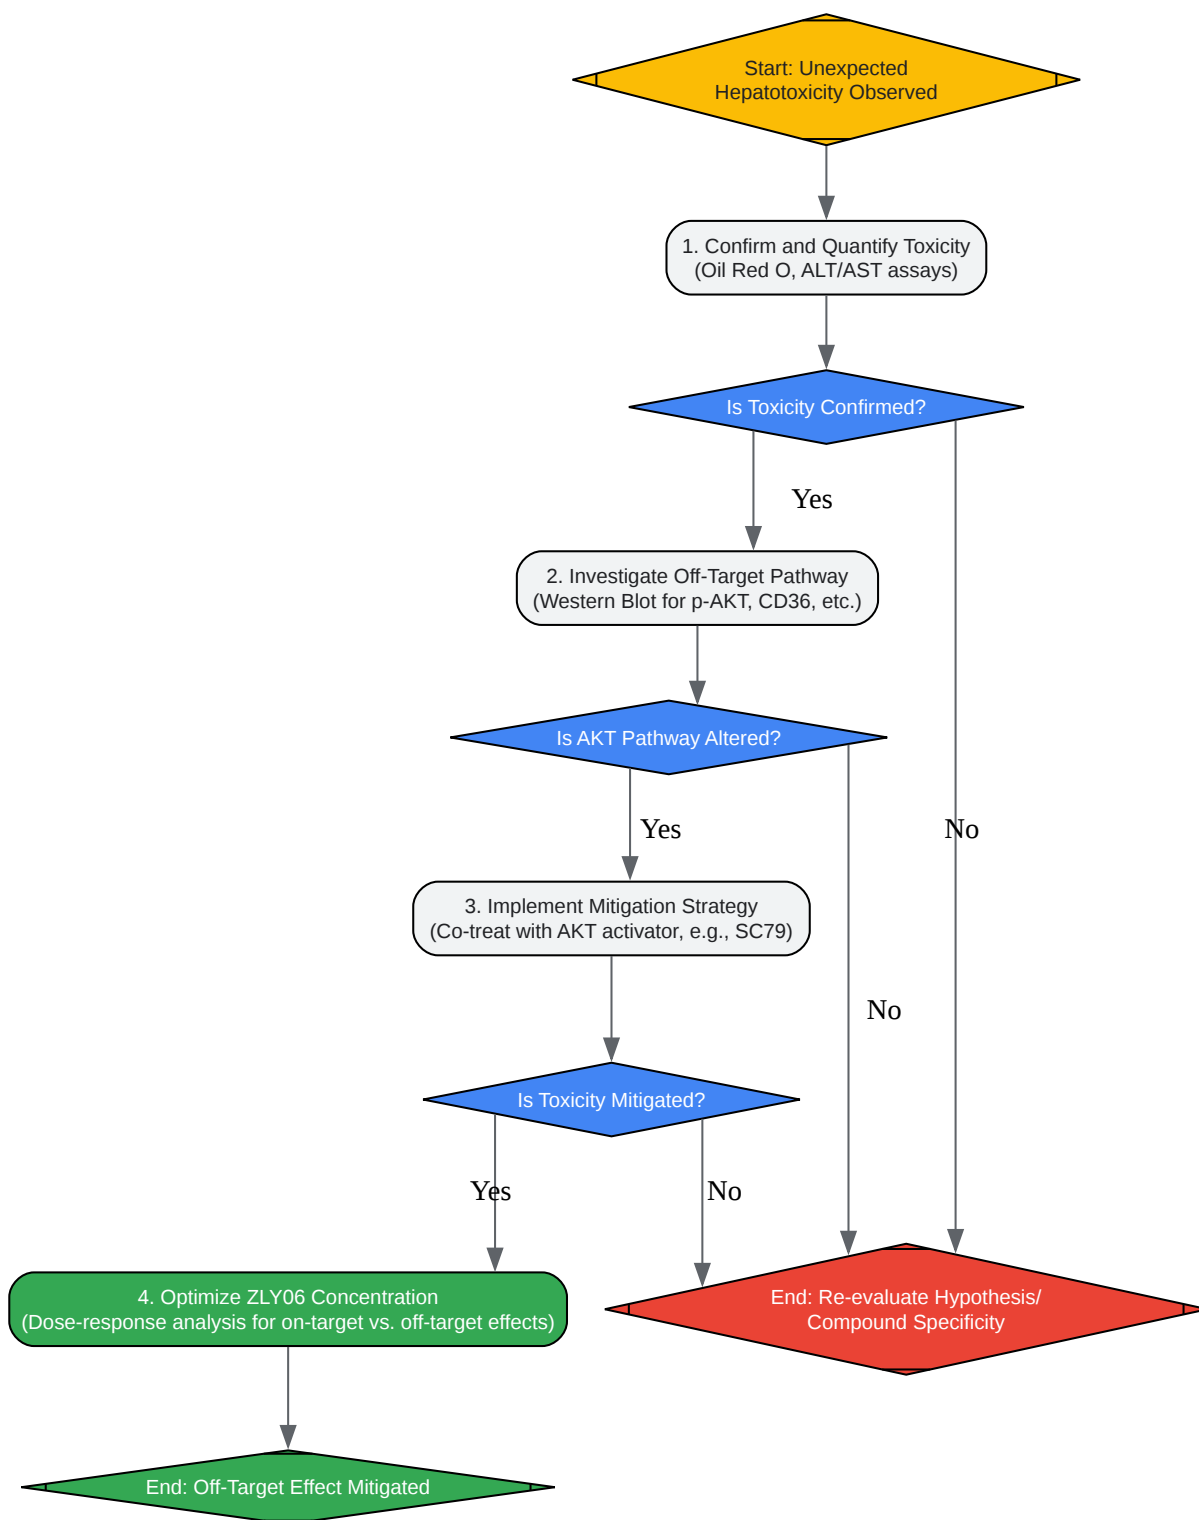 Start: Unexpected
Hepatotoxicity Observed
1. Confirm and Quantify Toxicity
(Oil Red O, ALT/AST assays)
Is Toxicity Confirmed?
Yes
2. Investigate Off-Target Pathway
(Western Blot for p-AKT, CD36, etc.)
Is AKT Pathway Altered?
Yes
No
3. Implement Mitigation Strategy
(Co-treat with AKT activator, e.g., SC79)
No
Is Toxicity Mitigated?
Yes
No
4. Optimize ZLY06 Concentration
(Dose-response analysis for on-target vs. off-target effects)
End: Re-evaluate Hypothesis/
Compound Specificity
End: Off-Target Effect Mitigated